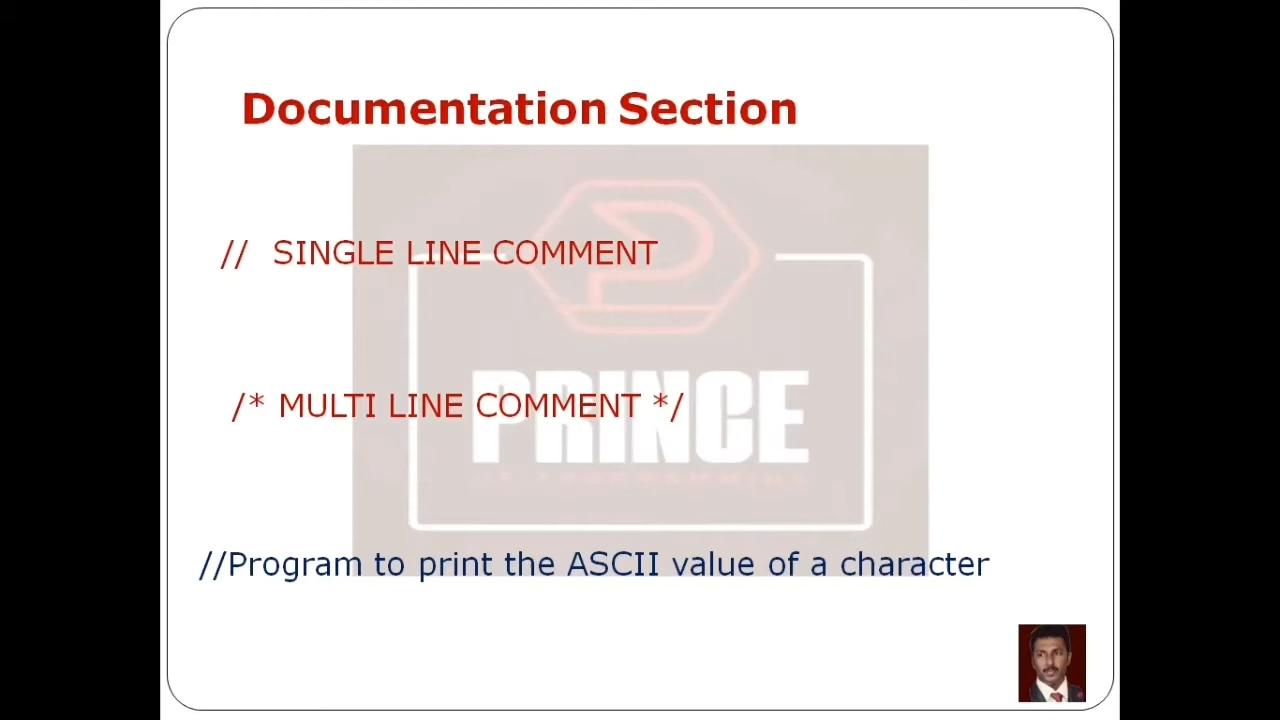 Documentation Section
// SINGLE LINE COMMENT
/* MULTI LINE COMMENT */
PRINCE
//Program to print the ASCII value of a character